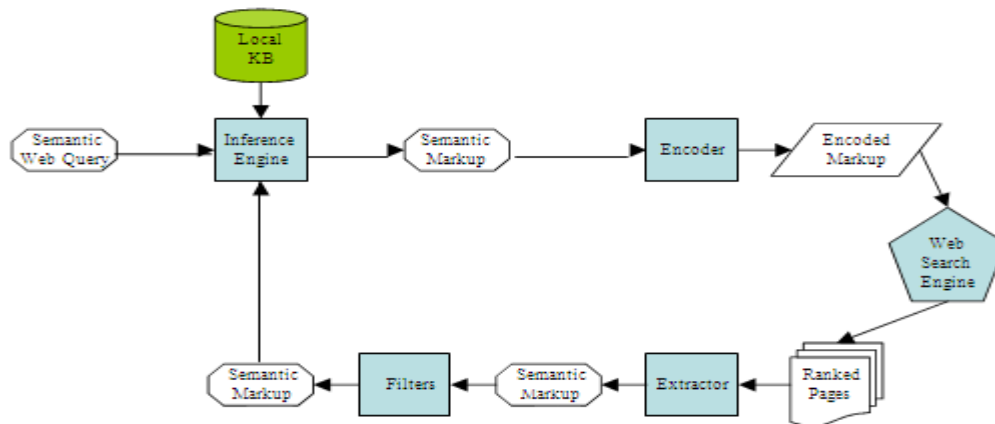 Local
KB
Semantic
Web Query
Inference
Engine
Semantic
Markup
Encoder
Encoded
Markup
Web
Search
Engine
Semantic
Markup
Filters
Semantic
Markup
Extractor
Ranked
Pages